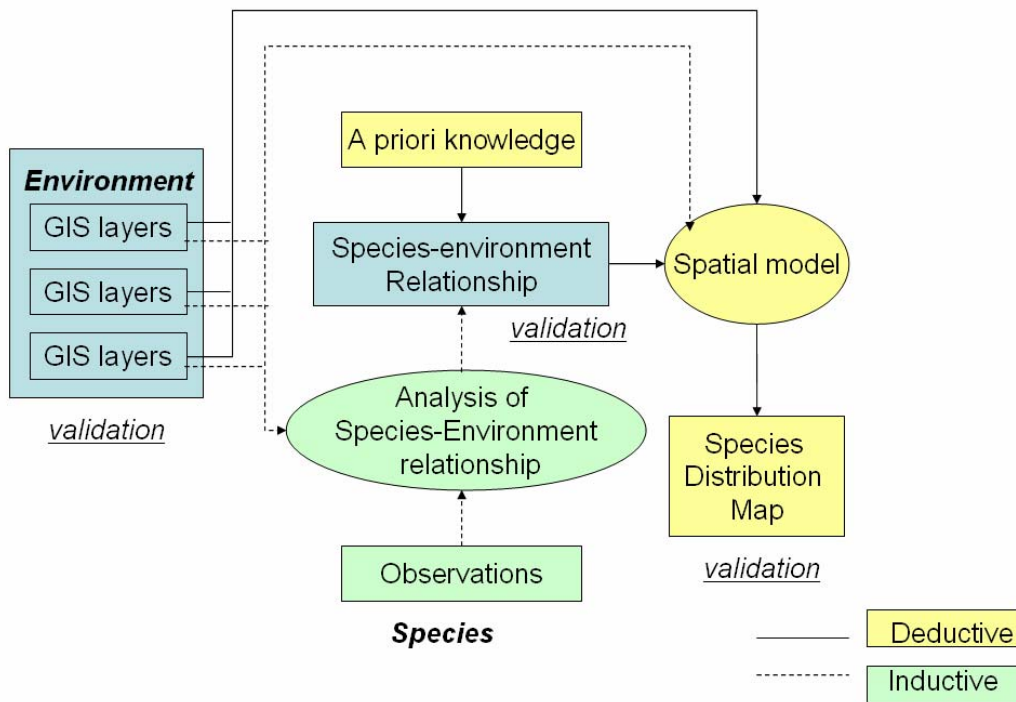 A priori knowledge
Environment
GIS layers
GIS layers
GIS layers
validation
Species-environment
Relationship
validation
Spatial model
Analysis of
Species-Environment
relationship
Species
Distribution
Map
validation
Observations
Species
Deductive
Inductive